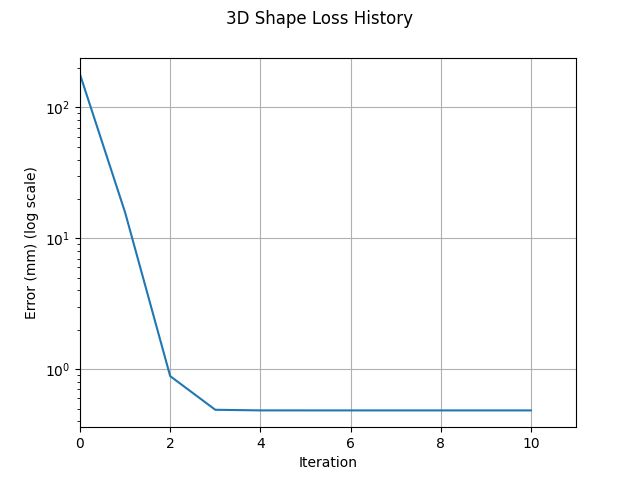 3D Shape Loss History
10²
10¹
10⁰
Error (mm) (log scale)
0 2 4 6 8 10
Iteration